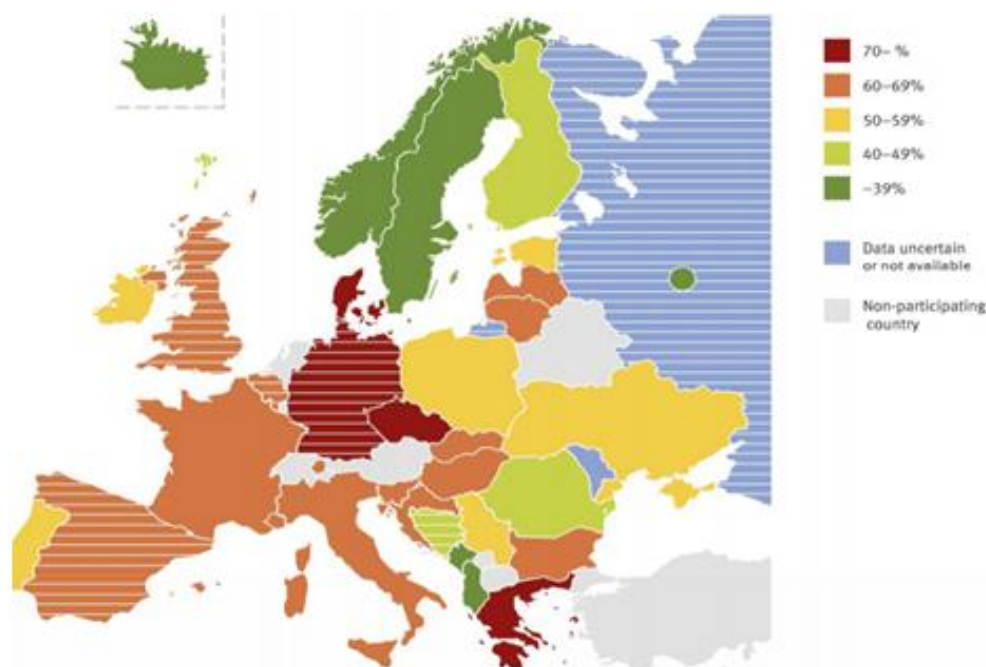 70– %
60–69%
50–59%
40–49%
–39%
Data uncertain
or not available
Non-participating
country